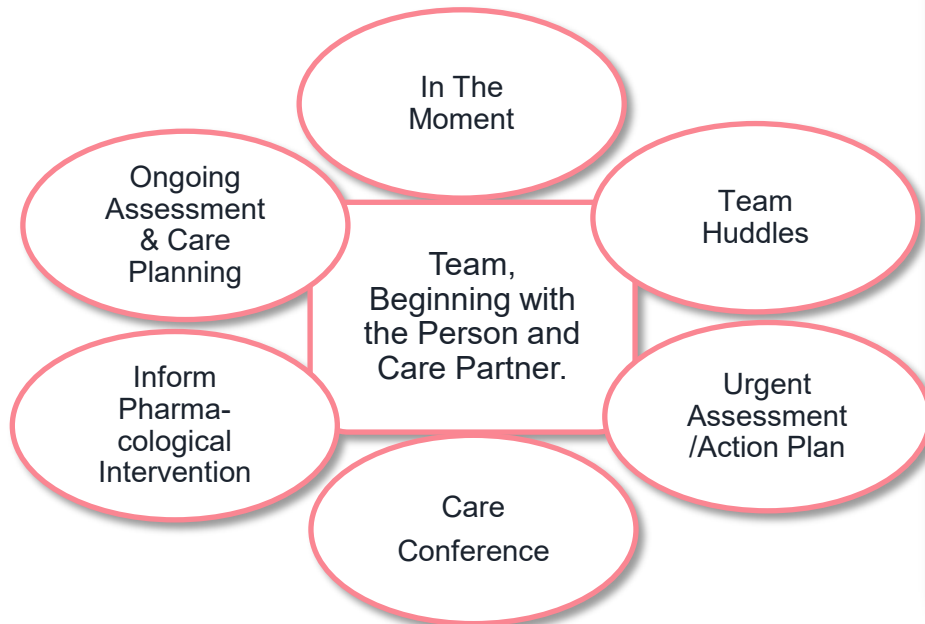 In The
Moment
Team
Huddles
Urgent
Assessment
/Action Plan
Care
Conference
Inform
Pharma-
cological
Intervention
Ongoing
Assessment
& Care
Planning
Team,
Beginning with
the Person and
Care Partner.